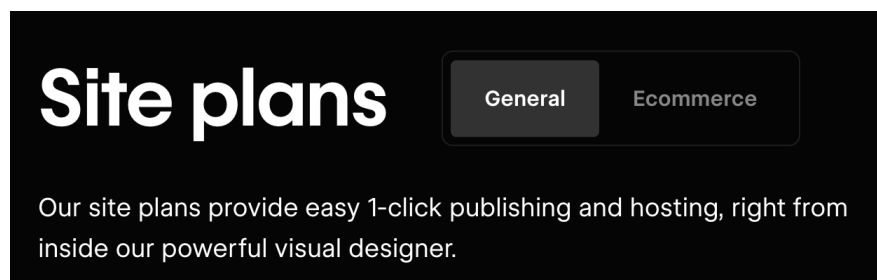 Site plans
General Ecommerce
Our site plans provide easy 1-click publishing and hosting, right from
inside our powerful visual designer.